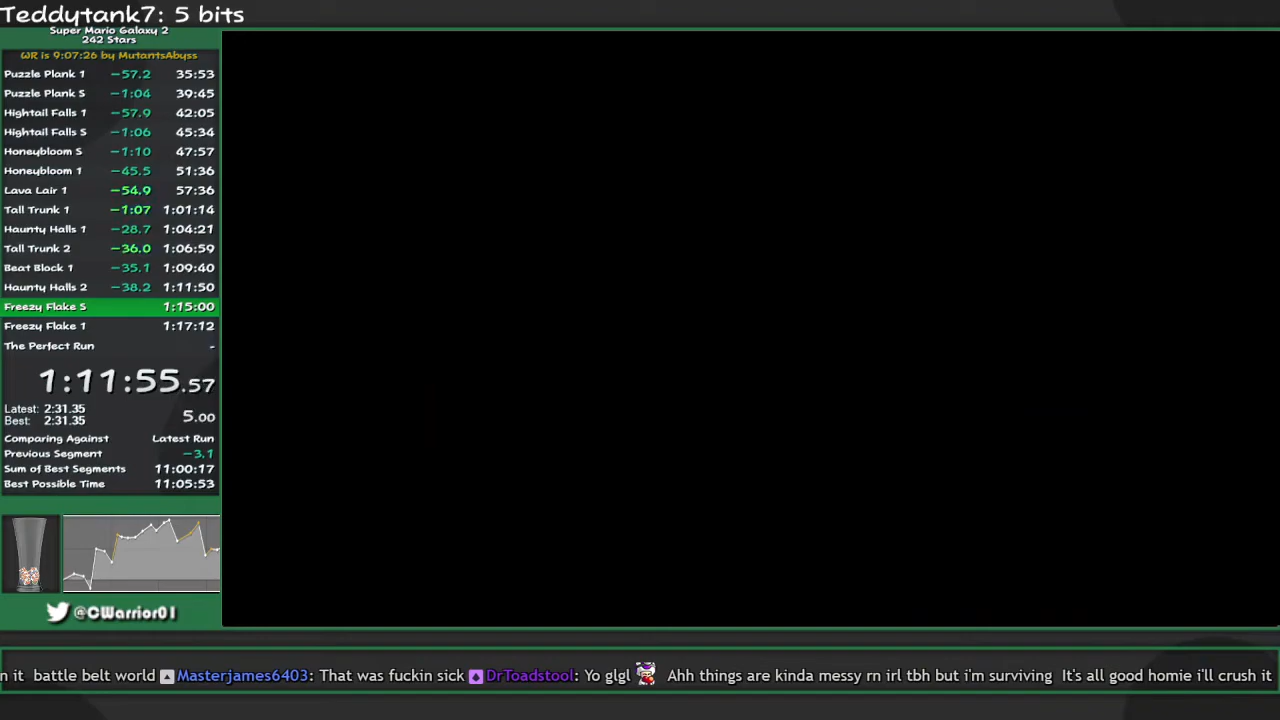 Teddytank7: 5 bits
Super Mario Galaxy 2
242 Stars
WR is 9:07:26 by MutantsAbyss
Puzzle Plank 1 -57.2 35:53
Puzzle Plank S -1:04 39:45
Hightail Falls 1 -57.9 42:05
Hightail Falls S -1:06 45:34
Honeybloom S -1:10 47:57
Honeybloom 1 -45.5 51:36
Lava Lair 1 -54.9 57:36
Tall Trunk 1 -1:07 1:01:14
Haunty Halls 1 -28.7 1:04:21
Tall Trunk 2 -36.0 1:06:59
Beat Block 1 -35.1 1:09:40
Haunty Halls 2 -38.2 1:11:50
Freezy Flake S 1:15:00
Freezy Flake 1 1:17:12
The Perfect Run -
1:11:55.57
Latest: 2:31.35
Best: 2:31.35 5.00
Comparing Against Latest Run
Previous Segment -3.1
Sum of Best Segments 11:00:17
Best Possible Time 11:05:53
@CWarrior01
n it battle belt world Masterjames6403: That was fuckin sick DrToadstool: Yo glgl Ahh things are kinda messy rn irl tbh but i'm surviving It's all good homie i'll crush it